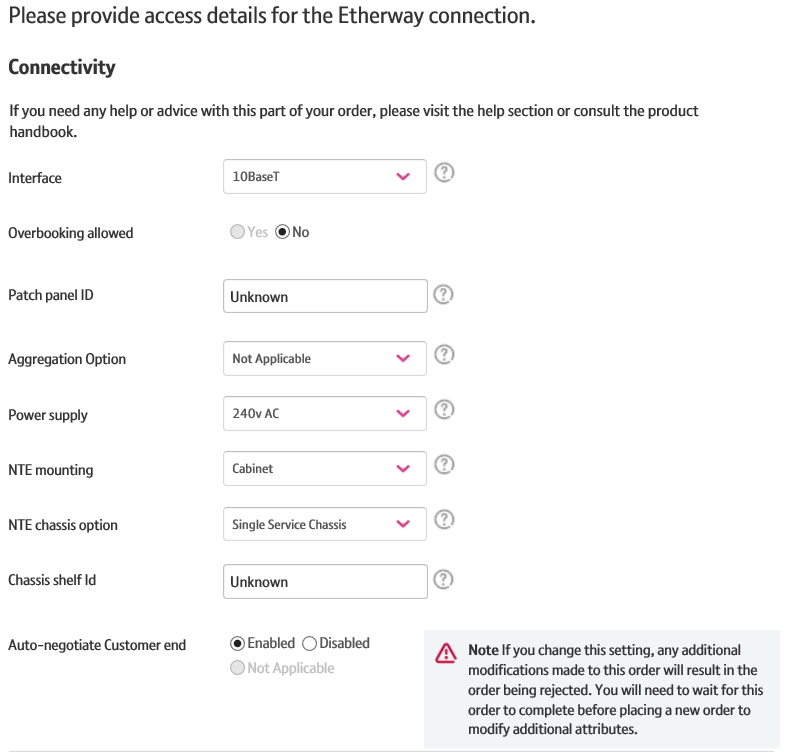 Please provide access details for the Etherway connection.
Connectivity
If you need any help or advice with this part of your order, please visit the help section or consult the product
handbook.
Interface 10BaseT ?
Overbooking allowed Yes No
Patch panel ID Unknown ?
Aggregation Option Not Applicable ?
Power supply 240v AC ?
NTE mounting Cabinet ?
NTE chassis option Single Service Chassis ?
Chassis shelf Id Unknown ?
Auto-negotiate Customer end Enabled Disabled
Not Applicable
Note If you change this setting, any additional
modifications made to this order will result in the
order being rejected. You will need to wait for this
order to complete before placing a new order to
modify additional attributes.